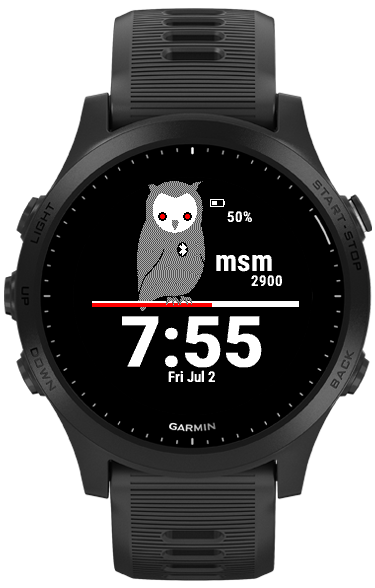 LIGHT
START·STOP
50%
msm
2900
UP
7:55
Fri Jul 2
DOWN
BACK
GARMIN